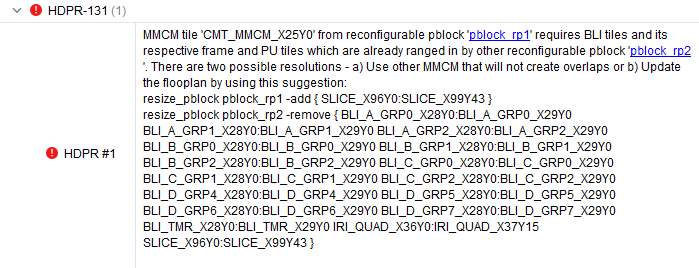 HDPR-131 (1)
MMCM tile 'CMT_MMCM_X25Y0' from reconfigurable pblock 'pblock_rp1' requires BLI tiles and its
respective frame and PU tiles which are already ranged in by other reconfigurable pblock 'pblock_rp2
'. There are two possible resolutions - a) Use other MMCM that will not create overlaps or b) Update
the flooplan by using this suggestion:
resize_pblock pblock_rp1 -add { SLICE_X96Y0:SLICE_X99Y43 }
resize_pblock pblock_rp2 -remove { BLI_A_GRP0_X28Y0:BLI_A_GRP0_X29Y0
BLI_A_GRP1_X28Y0:BLI_A_GRP1_X29Y0 BLI_A_GRP2_X28Y0:BLI_A_GRP2_X29Y0
BLI_B_GRP0_X28Y0:BLI_B_GRP0_X29Y0 BLI_B_GRP1_X28Y0:BLI_B_GRP1_X29Y0
BLI_B_GRP2_X28Y0:BLI_B_GRP2_X29Y0 BLI_C_GRP0_X28Y0:BLI_C_GRP0_X29Y0
BLI_C_GRP1_X28Y0:BLI_C_GRP1_X29Y0 BLI_C_GRP2_X28Y0:BLI_C_GRP2_X29Y0
BLI_D_GRP4_X28Y0:BLI_D_GRP4_X29Y0 BLI_D_GRP5_X28Y0:BLI_D_GRP5_X29Y0
BLI_D_GRP6_X28Y0:BLI_D_GRP6_X29Y0 BLI_D_GRP7_X28Y0:BLI_D_GRP7_X29Y0
BLI_TMR_X28Y0:BLI_TMR_X29Y0 IRI_QUAD_X36Y0:IRI_QUAD_X37Y15
SLICE_X96Y0:SLICE_X99Y43 }
HDPR #1